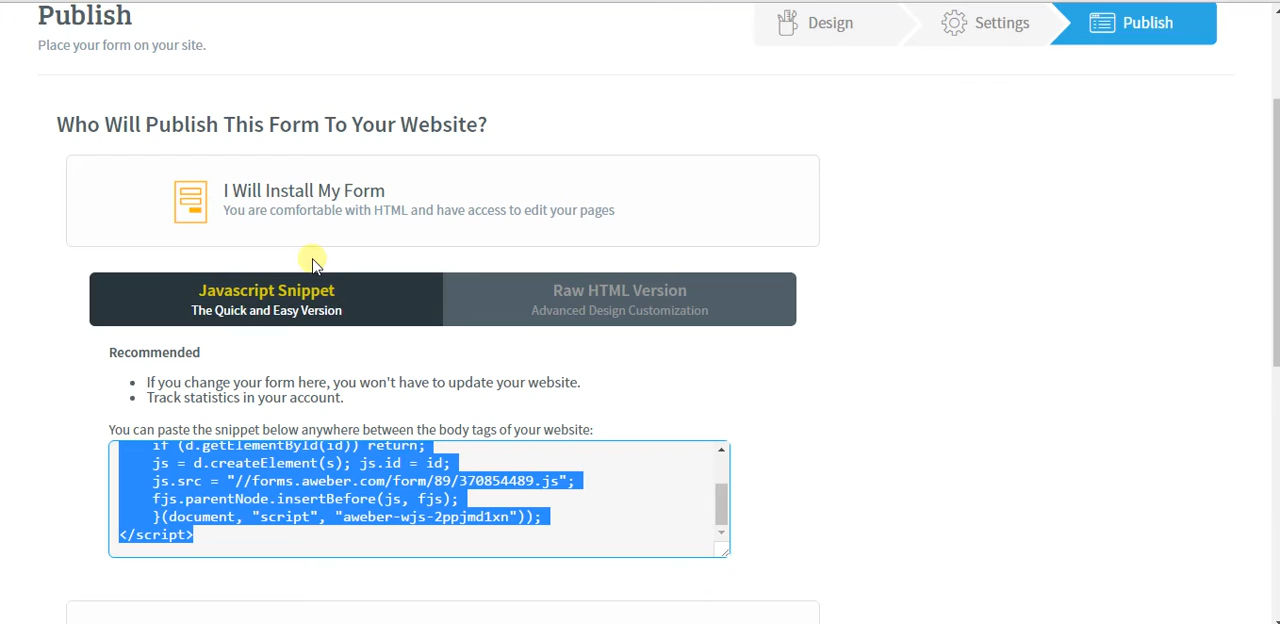 Publish
Place your form on your site.
Design
Settings
Publish
Who Will Publish This Form To Your Website?
I Will Install My Form
You are comfortable with HTML and have access to edit your pages
Javascript Snippet
The Quick and Easy Version
Raw HTML Version
Advanced Design Customization
Recommended
If you change your form here, you won't have to update your website.
Track statistics in your account.
You can paste the snippet below anywhere between the body tags of your website:
if (d.getElementById(id)) return;
js = d.createElement(s); js.id = id;
js.src = "//forms.aweber.com/form/89/370854489.js";
fjs.parentNode.insertBefore(js, fjs);
}(document, "script", "aweber-wjs-2ppjmd1xn"));
</script>